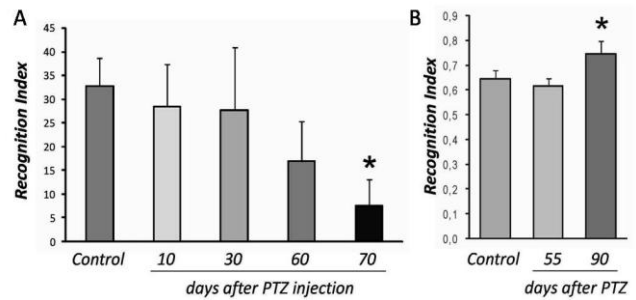 A
Recognition Index
45
40
35
30
25
20
15
10
5
0
*
Control 10 30 60 70
days after PTZ injection
B
Recognition Index
0,9
0,8
0,7
0,6
0,5
0,4
0,3
0,2
0,1
0,0
*
Control 55 90
days after PTZ